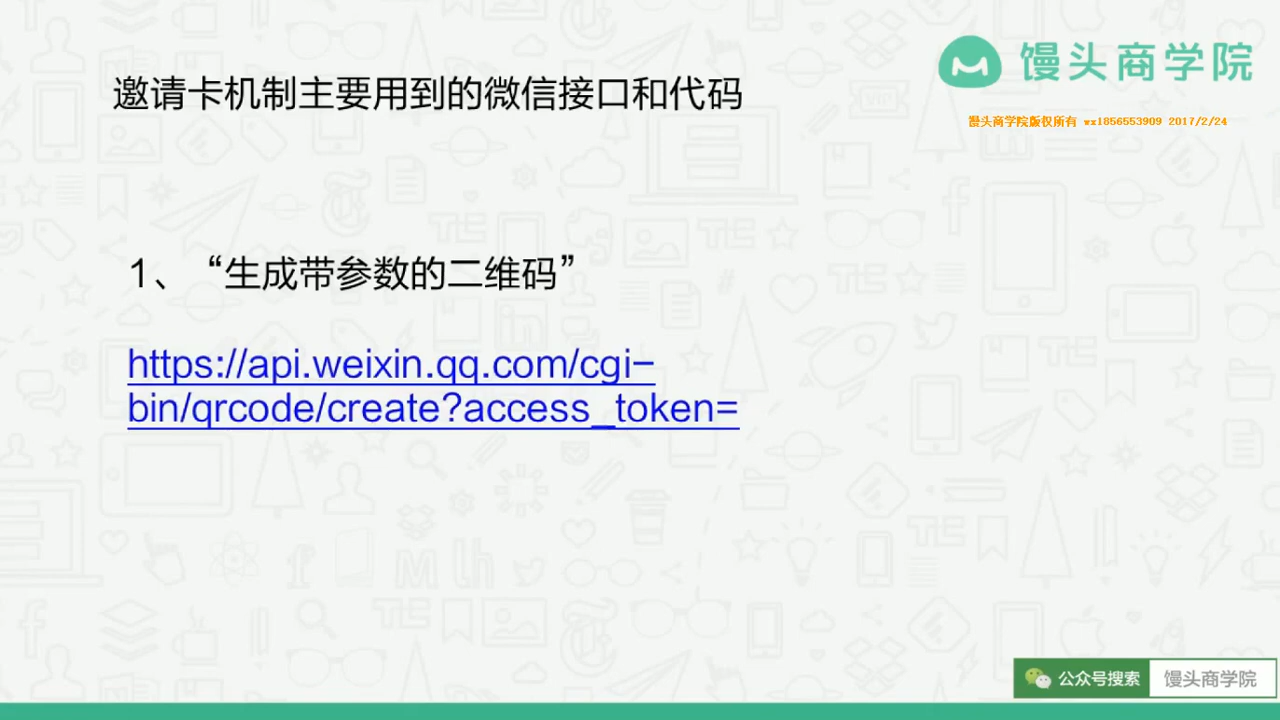 馒头商学院
邀请卡机制主要用到的微信接口和代码
馒头商学院版权所有 wx1856553909 2017/2/24
1、“生成带参数的二维码”
https://api.weixin.qq.com/cgi-
bin/qrcode/create?access_token=
公众号搜索 馒头商学院